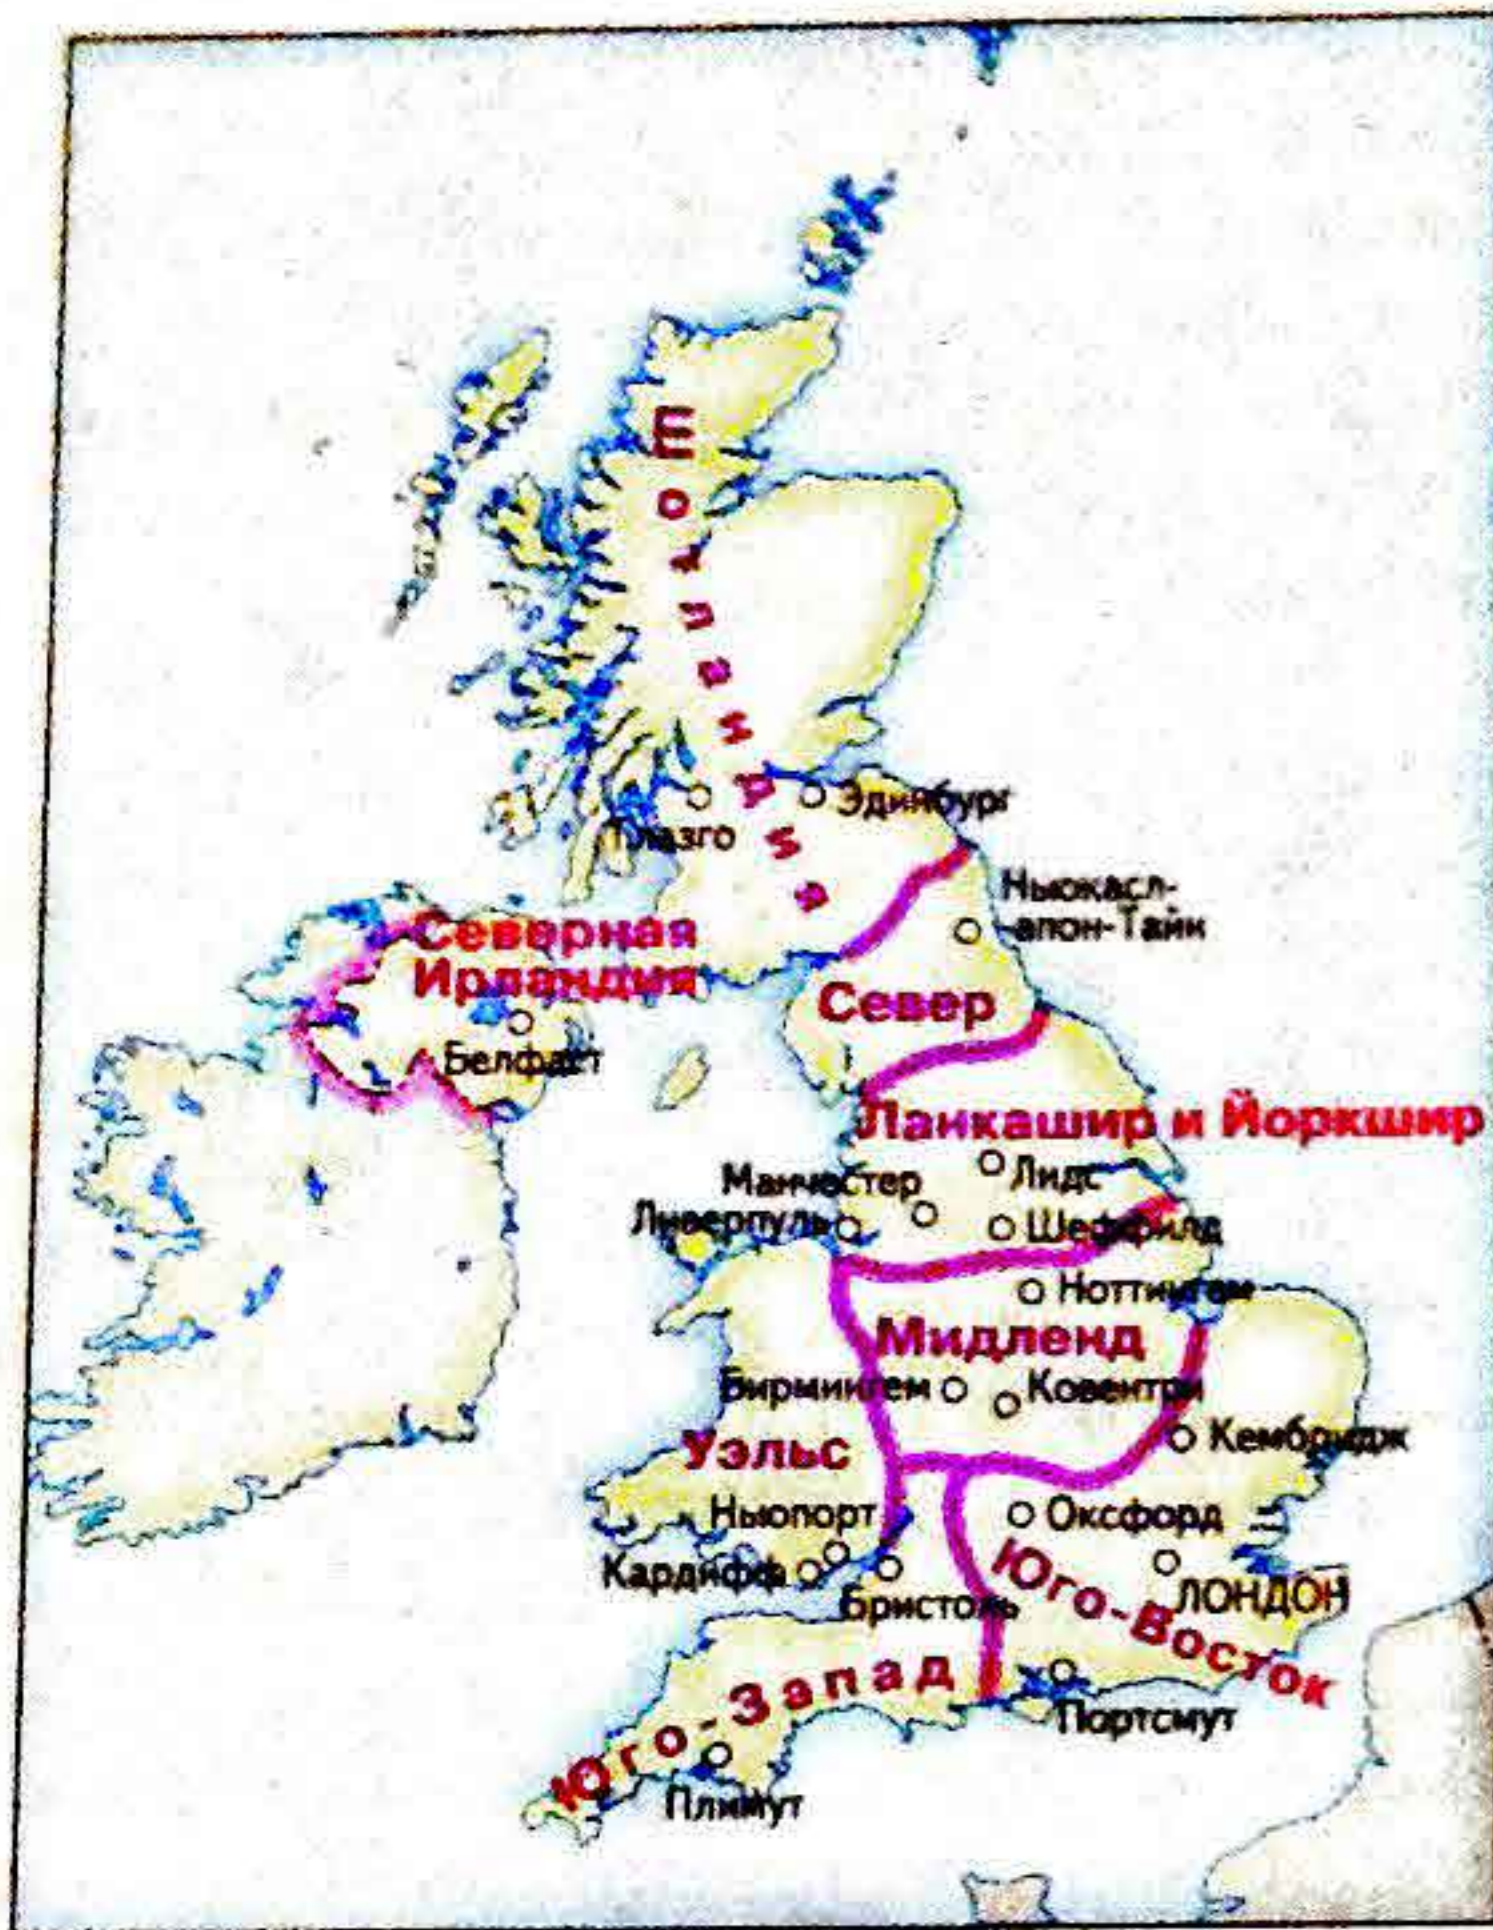 Шотландия
Глазго
Эдинбург
Ньюкасл-
апон-Тайн
Северная
Ирландия
Белфаст
Север
Ланкашир и Йоркшир
Лидс
Манчестер
Ливерпуль
Шеффилд
Ноттингем
Мидленд
Бирмингем
Ковентри
Кембридж
Уэльс
Ньюпорт
Оксфорд
Кардифф
Бристоль
ЛОНДОН
Юго-Восток
Юго-Запад
Портсмут
Плимут